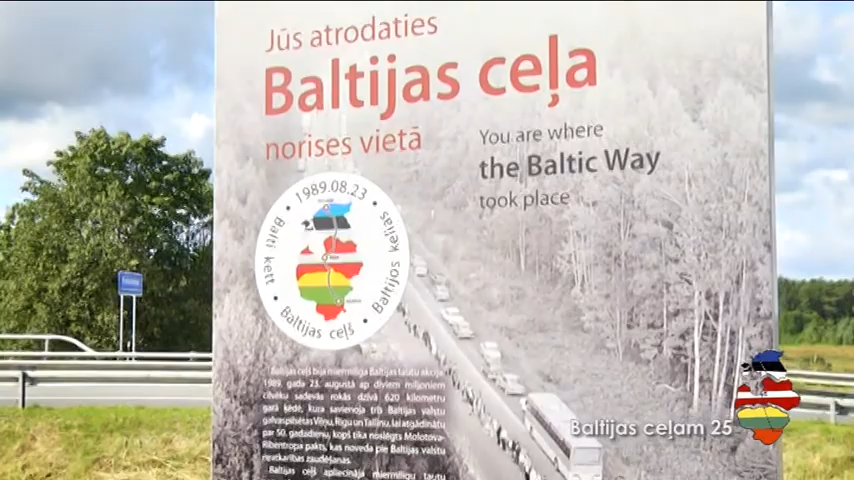 Jūs atrodaties
Baltijas ceļa
norises vietā
You are where
the Baltic Way
took place
1989.08.23
Balti kett
Baltijos kelias
Baltijas ceļš
Baltijas ceļš bija miermīlīga Baltijas tautu akcija
1989. gada 23. augustā ap diviem miljoniem
cilvēku sadevās rokās dzīvā 620 kilometru
garā ķēdē, kura savienoja trīs Baltijas valstu
galvaspilsētas Viļņu, Rīgu un Tallinu, lai atgādinātu
par 50. gadadienu, kopš tika noslēgts Molotova-
Ribentropa pakts, kas noveda pie Baltijas valstu
neatkarības zaudēšanas.
Baltijas ceļš apliecināja miermīlīgu tautu
Baltijas ceļam 25